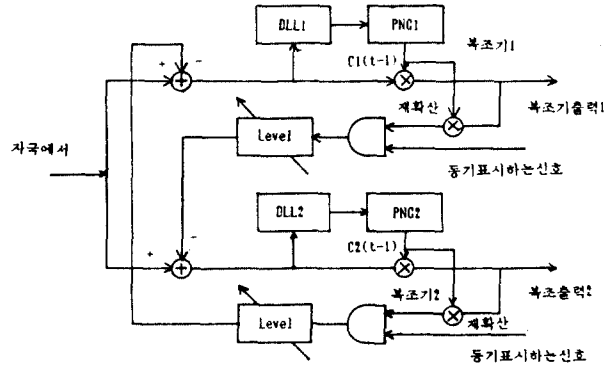 DLL1
PNG1
복조기1
+
-
C1(t-1)
재확산
복조기출력1
Level
자국에서
동기표시하는신호
DLL2
PNG2
+
-
C2(t-1)
복조기2
복조출력2
Level
재확산
동기표시하는신호